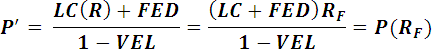 P′ = LC(R) + FED / 1 − VEL = (LC + FED)R_F / 1 − VEL = P(R_F)